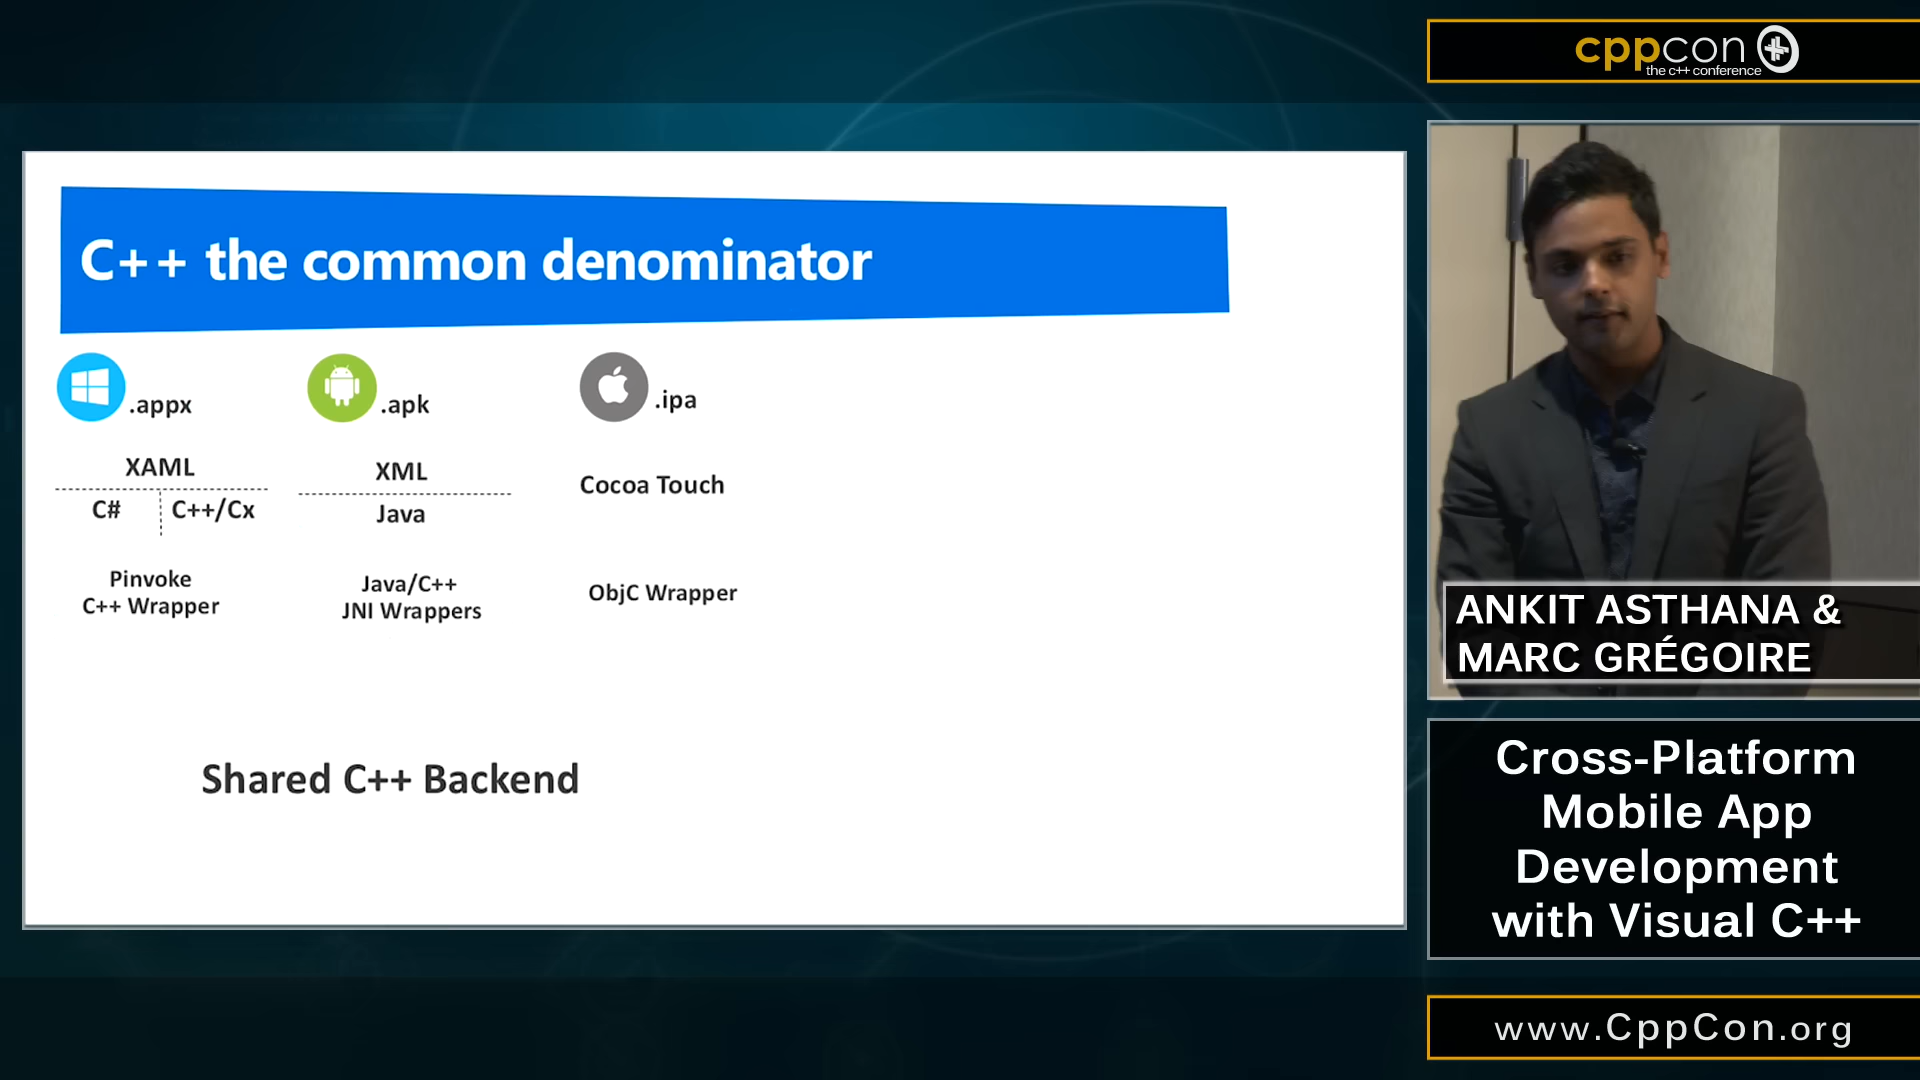 cppcon
the c++ conference
C++ the common denominator
.appx
.apk
.ipa
XAML
C#
C++/Cx
XML
Java
Cocoa Touch
Pinvoke
C++ Wrapper
Java/C++
JNI Wrappers
ObjC Wrapper
Shared C++ Backend
ANKIT ASTHANA &
MARC GRÉGOIRE
Cross-Platform
Mobile App
Development
with Visual C++
www.CppCon.org